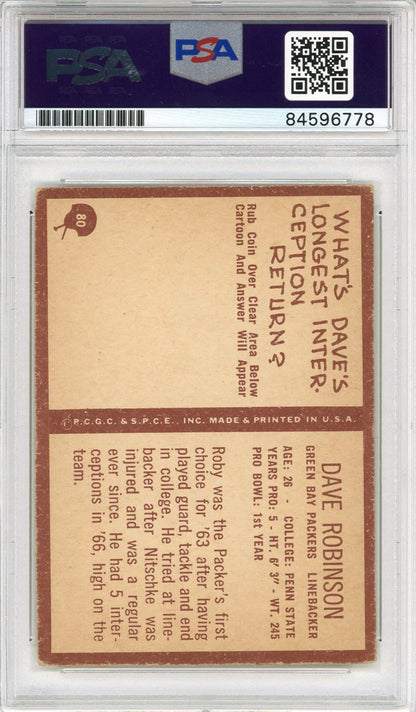 PSA
PSA
84596778
80
WHAT'S DAVE'S
LONGEST INTER-
CEPTION
RETURN?
Rub Coin Over Clear Area Below
Cartoon And Answer Will Appear
©P.C.G.C. & S.P.C.E., INC. MADE & PRINTED IN U.S.A.
DAVE ROBINSON
GREEN BAY PACKERS LINEBACKER
AGE: 26 - COLLEGE: PENN STATE
YEARS PRO: 5 - HT. 6' 3" - WT. 245
PRO BOWL: 1st YEAR
Roby was the Packer's first
choice for '63 after having
played guard, tackle and end
in college. He tried at line-
backer after Nitschke was
injured and was a regular
ever since. He had 5 inter-
ceptions in '66, high on the
team.